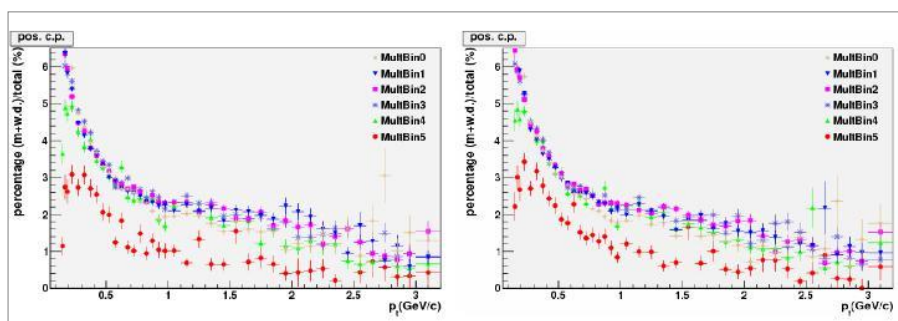 pos. c.p.
percentage (m+w.d.)/total (%)
6
5
4
3
2
1
0
MultBin0
MultBin1
MultBin2
MultBin3
MultBin4
MultBin5
0.5
1
1.5
2
2.5
3
p_t(GeV/c)
pos. c.p.
percentage (m+w.d.)/total (%)
6
5
4
3
2
1
0
MultBin0
MultBin1
MultBin2
MultBin3
MultBin4
MultBin5
0.5
1
1.5
2
2.5
3
p_t(GeV/c)